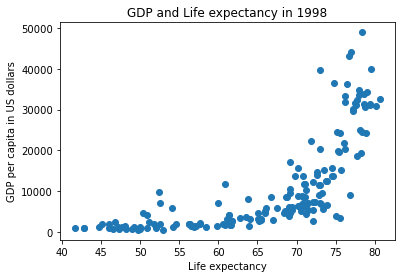 GDP and Life expectancy in 1998
GDP per capita in US dollars
50000
40000
30000
20000
10000
0
40 45 50 55 60 65 70 75 80
Life expectancy